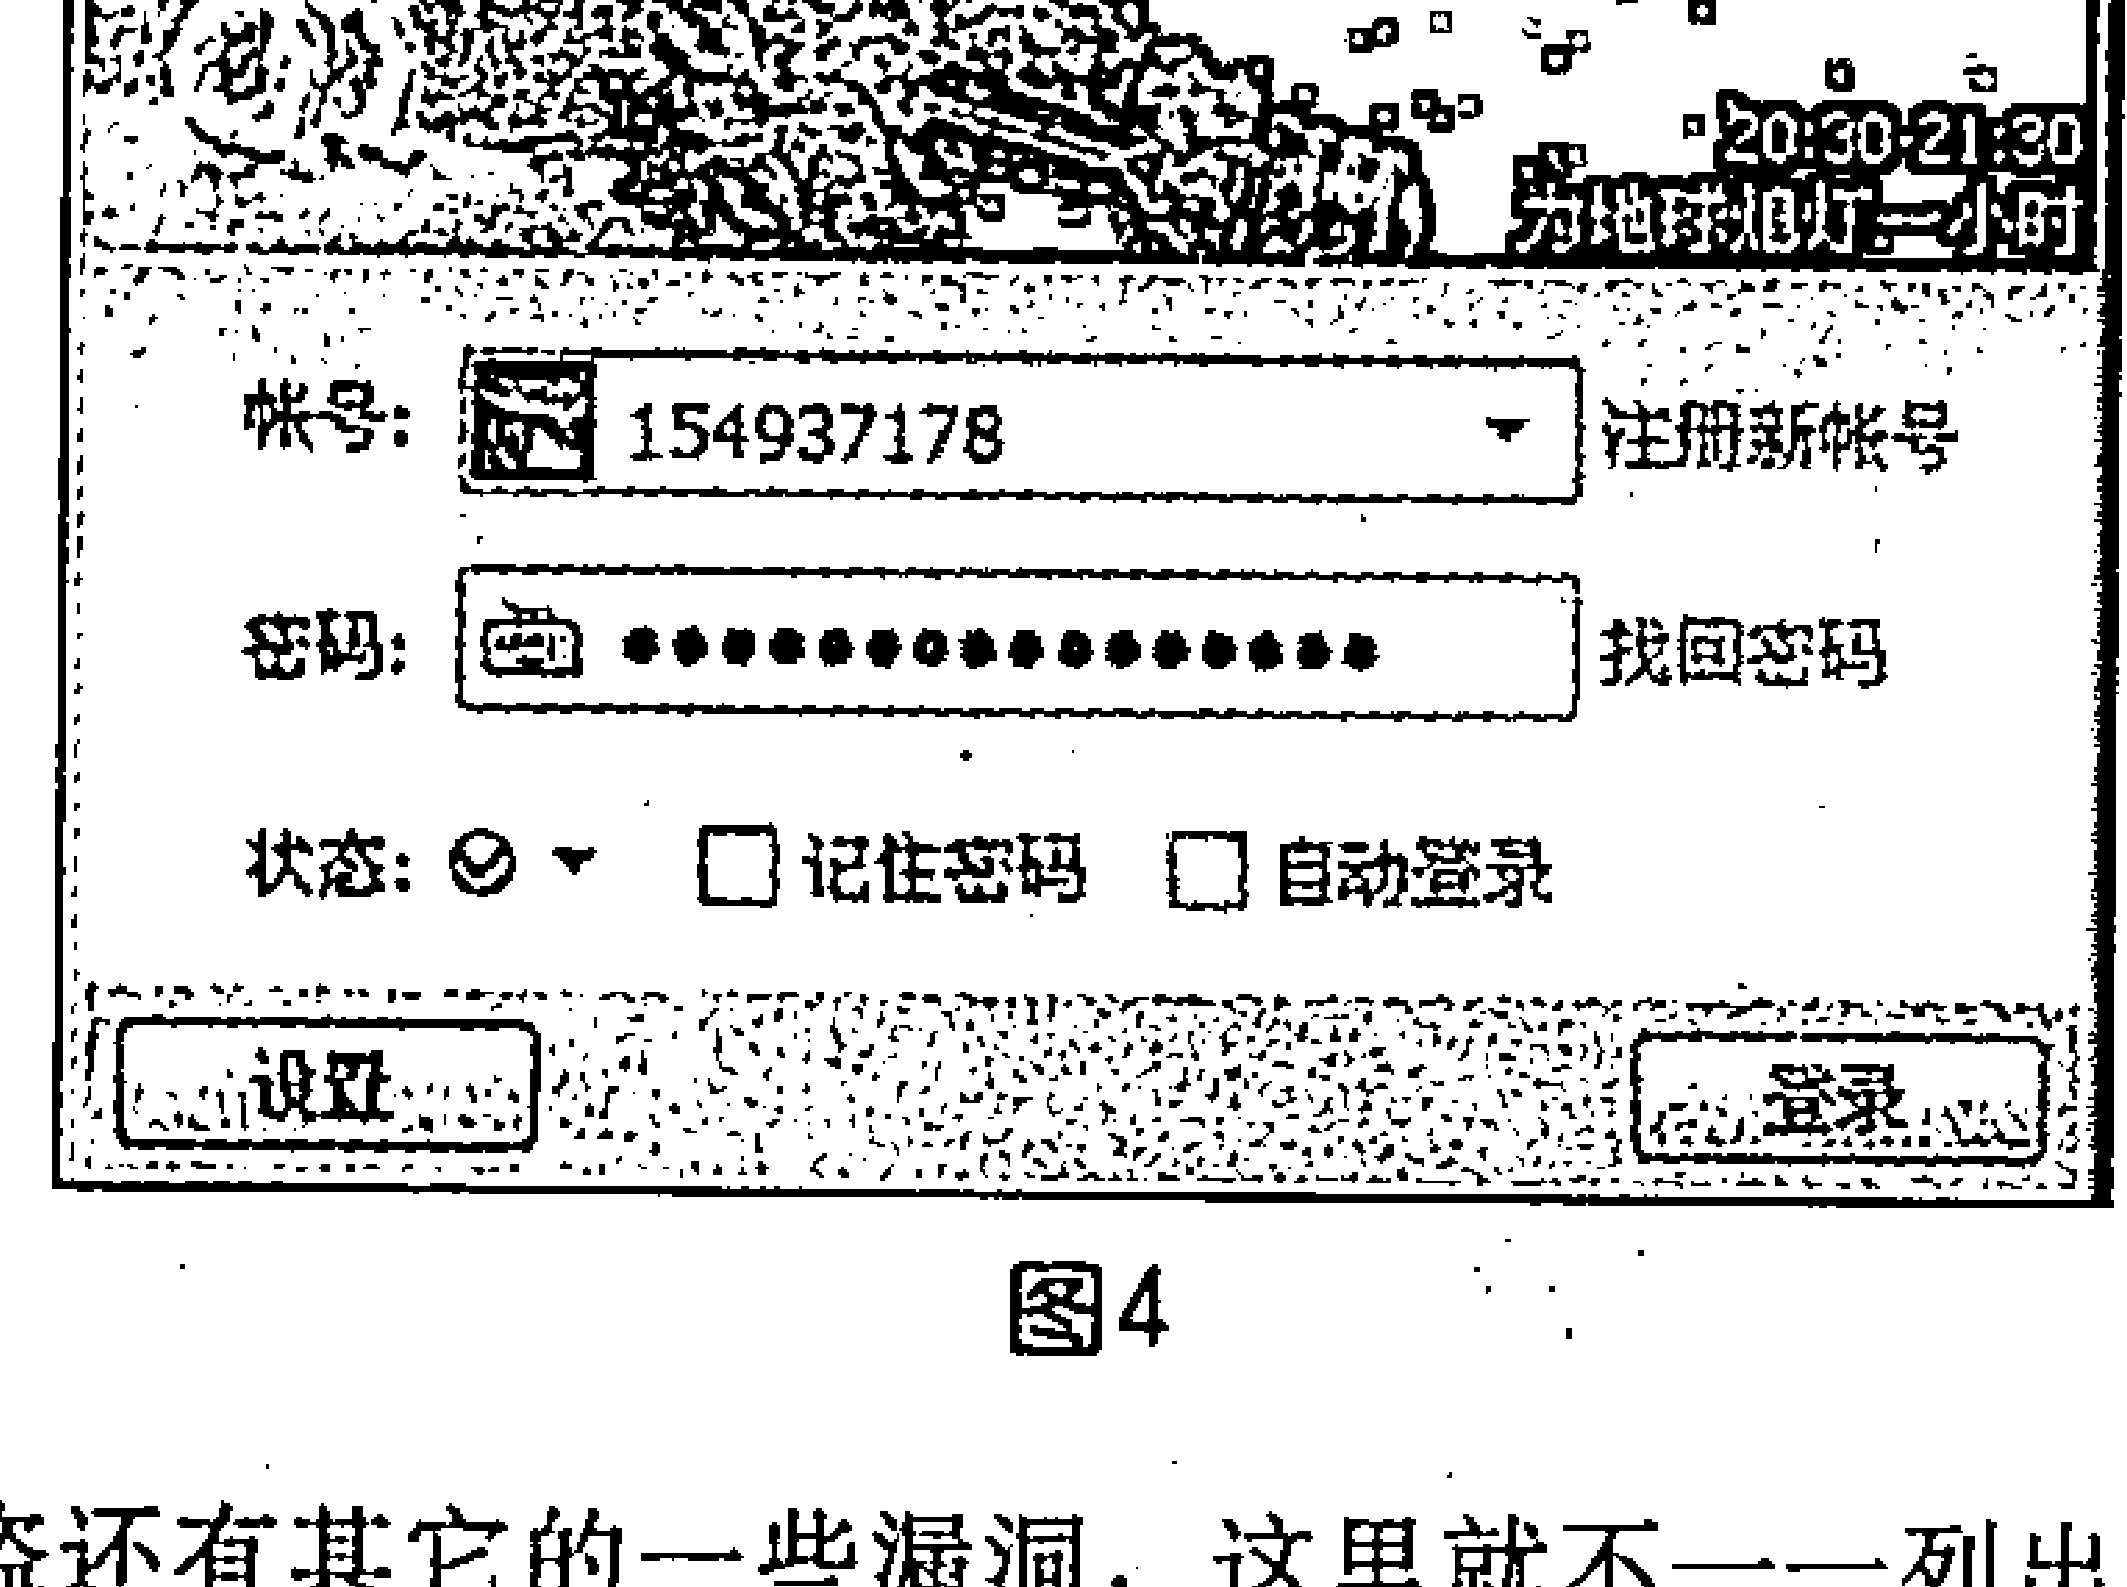 20:30-21:30
为地球熄灯一小时
帐号: 154937178 注册新帐号
密码: 找回密码
状态: 记住密码 自动登录
设置 登录
图4
盗还有其它的一些漏洞，这里就不一一列出